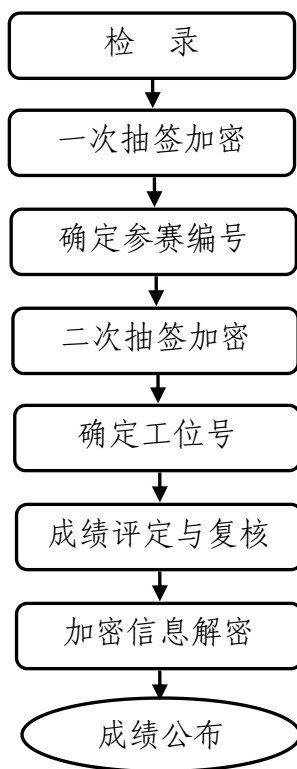 检 录
一次抽签加密
确定参赛编号
二次抽签加密
确定工位号
成绩评定与复核
加密信息解密
成绩公布